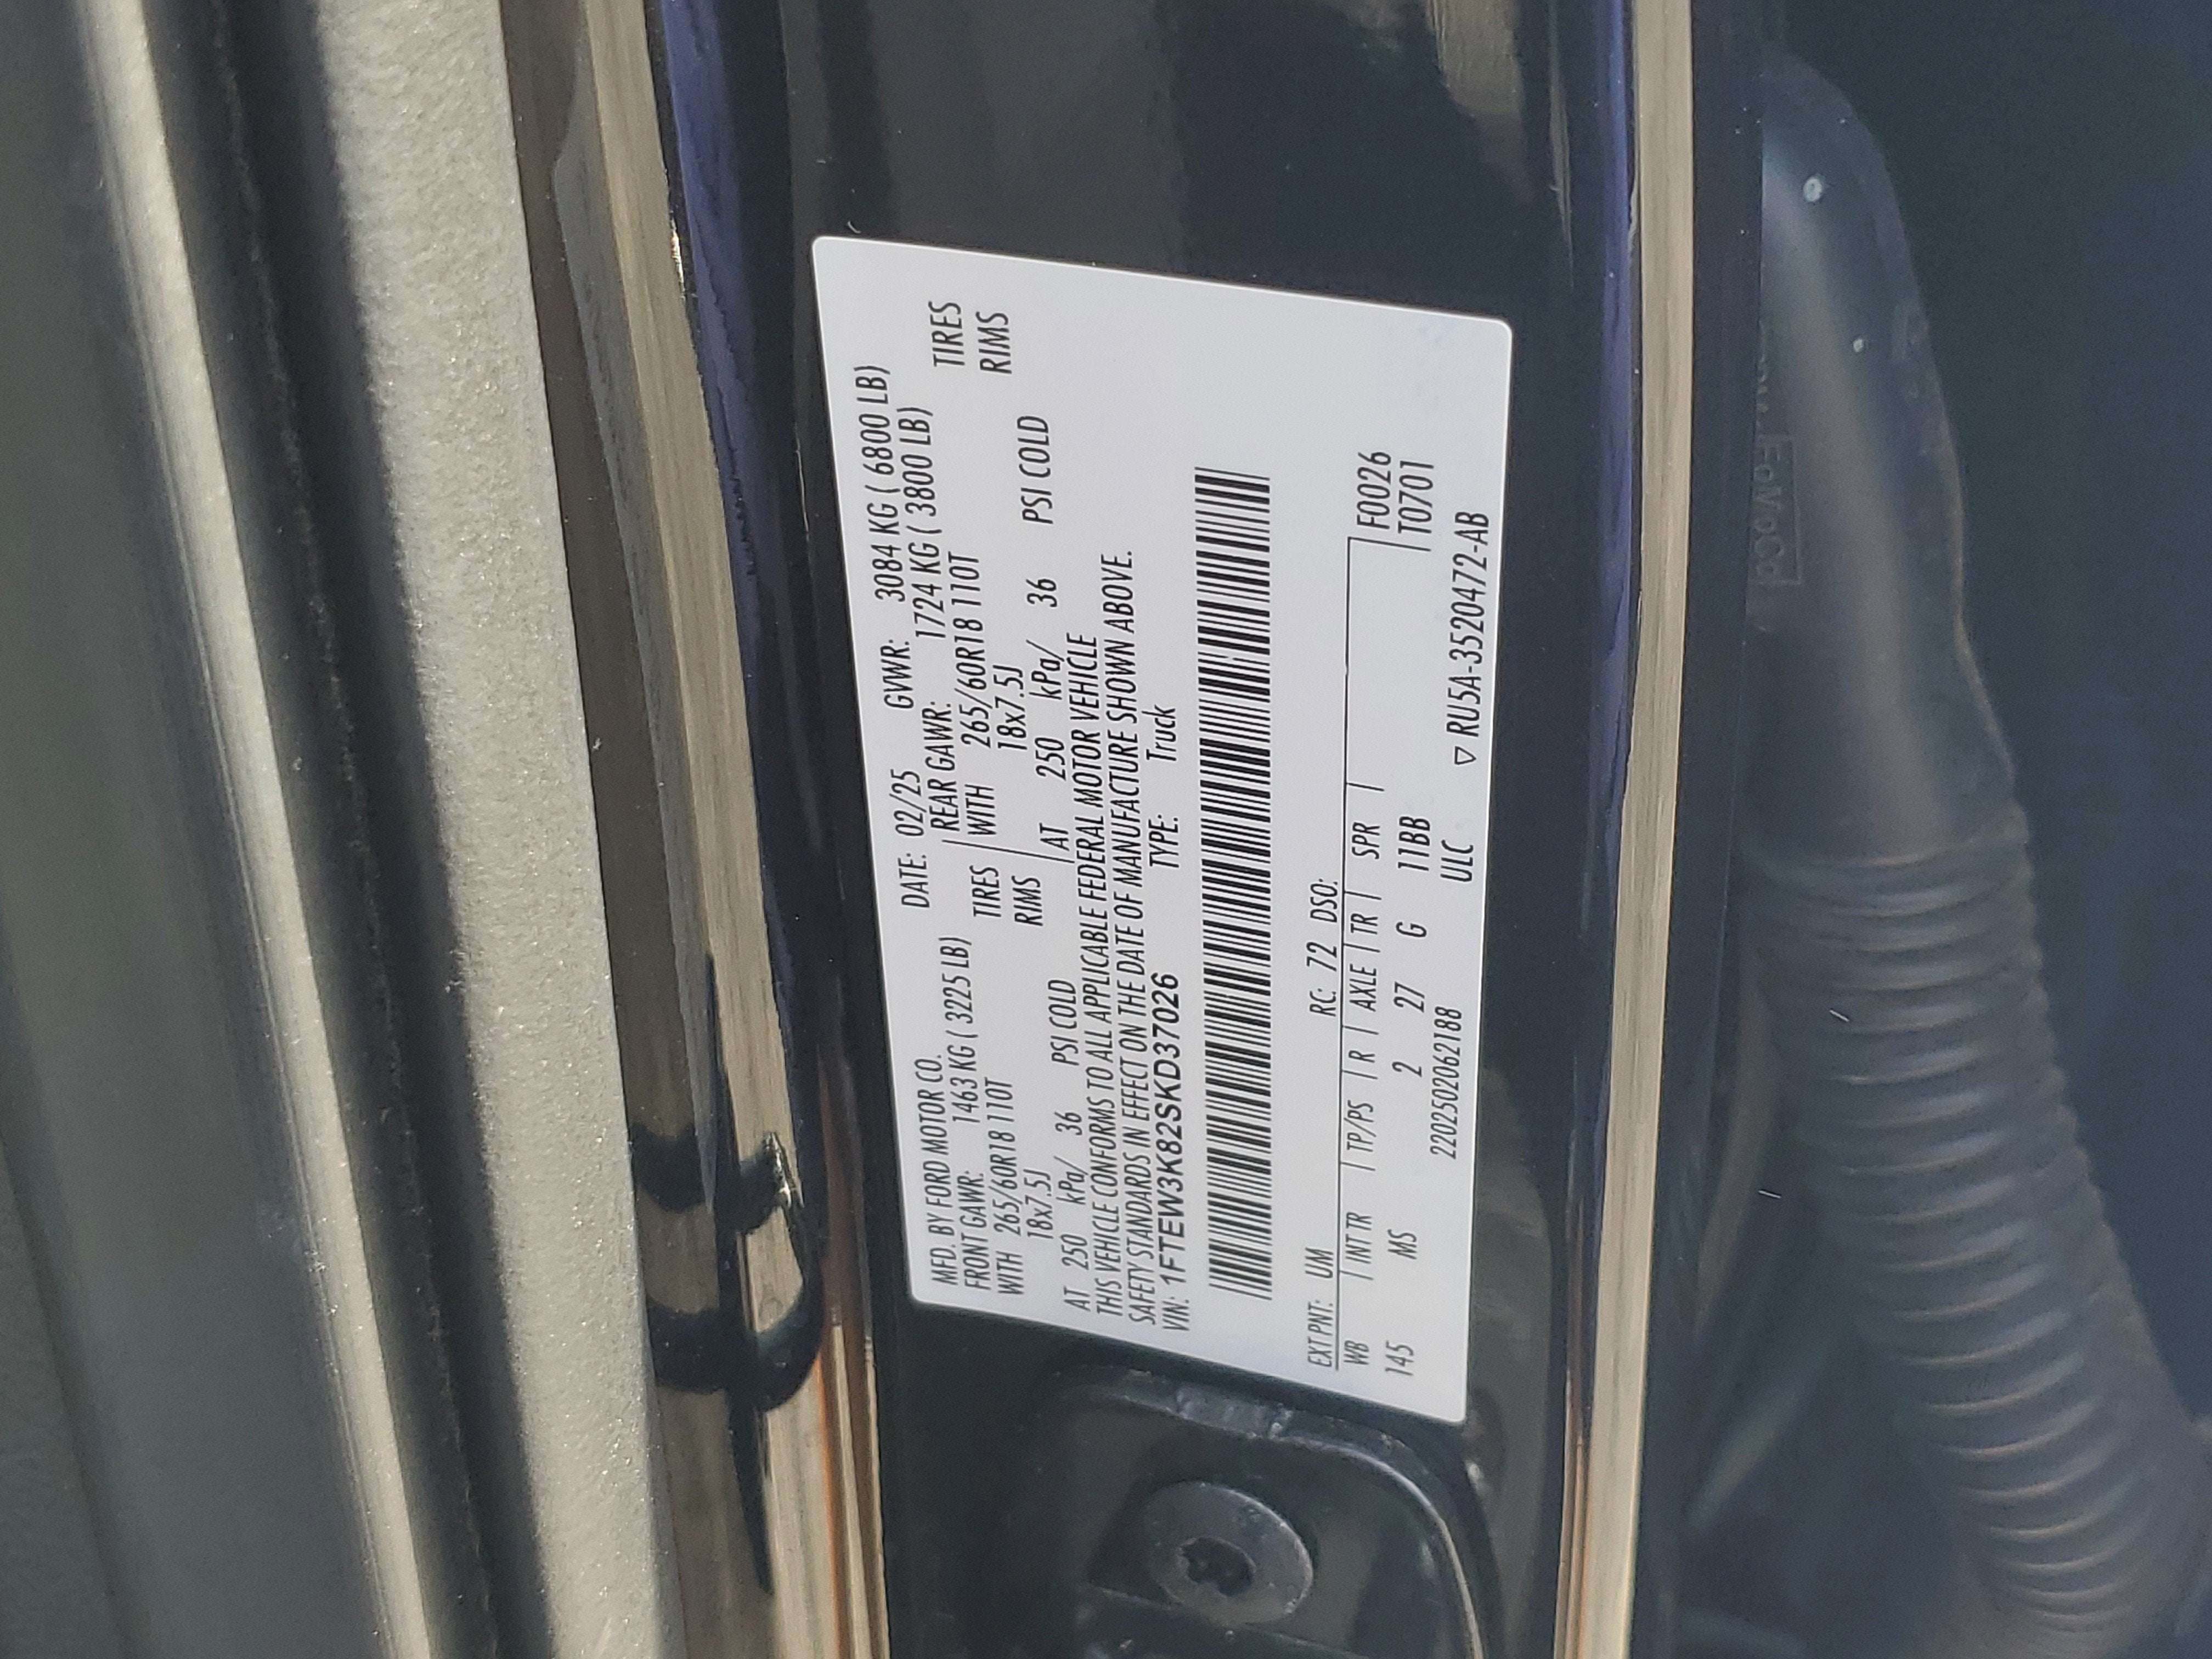 MFD. BY FORD MOTOR CO. DATE: 02/25 GVWR: 3084 KG ( 6800 LB)
FRONT GAWR: 1463 KG ( 3225 LB) REAR GAWR: 1724 KG ( 3800 LB)
WITH 265/60R18 110T TIRES WITH 265/60R18 110T TIRES
18x7.5J RIMS 18x7.5J RIMS
AT 250 kPa/ 36 PSI COLD AT 250 kPa/ 36 PSI COLD
THIS VEHICLE CONFORMS TO ALL APPLICABLE FEDERAL MOTOR VEHICLE
SAFETY STANDARDS IN EFFECT ON THE DATE OF MANUFACTURE SHOWN ABOVE.
VIN: 1FTEW3K82SKD37026 TYPE: Truck
EXT PNT: UM RC: 72 DSO:
WB | INT TR | TP/PS | R | AXLE | TR | SPR | F0026
145 MS 2 27 G 11BB T0701
2202502062188 ULC ▽ RU5A-3520472-AB
FoMoCo